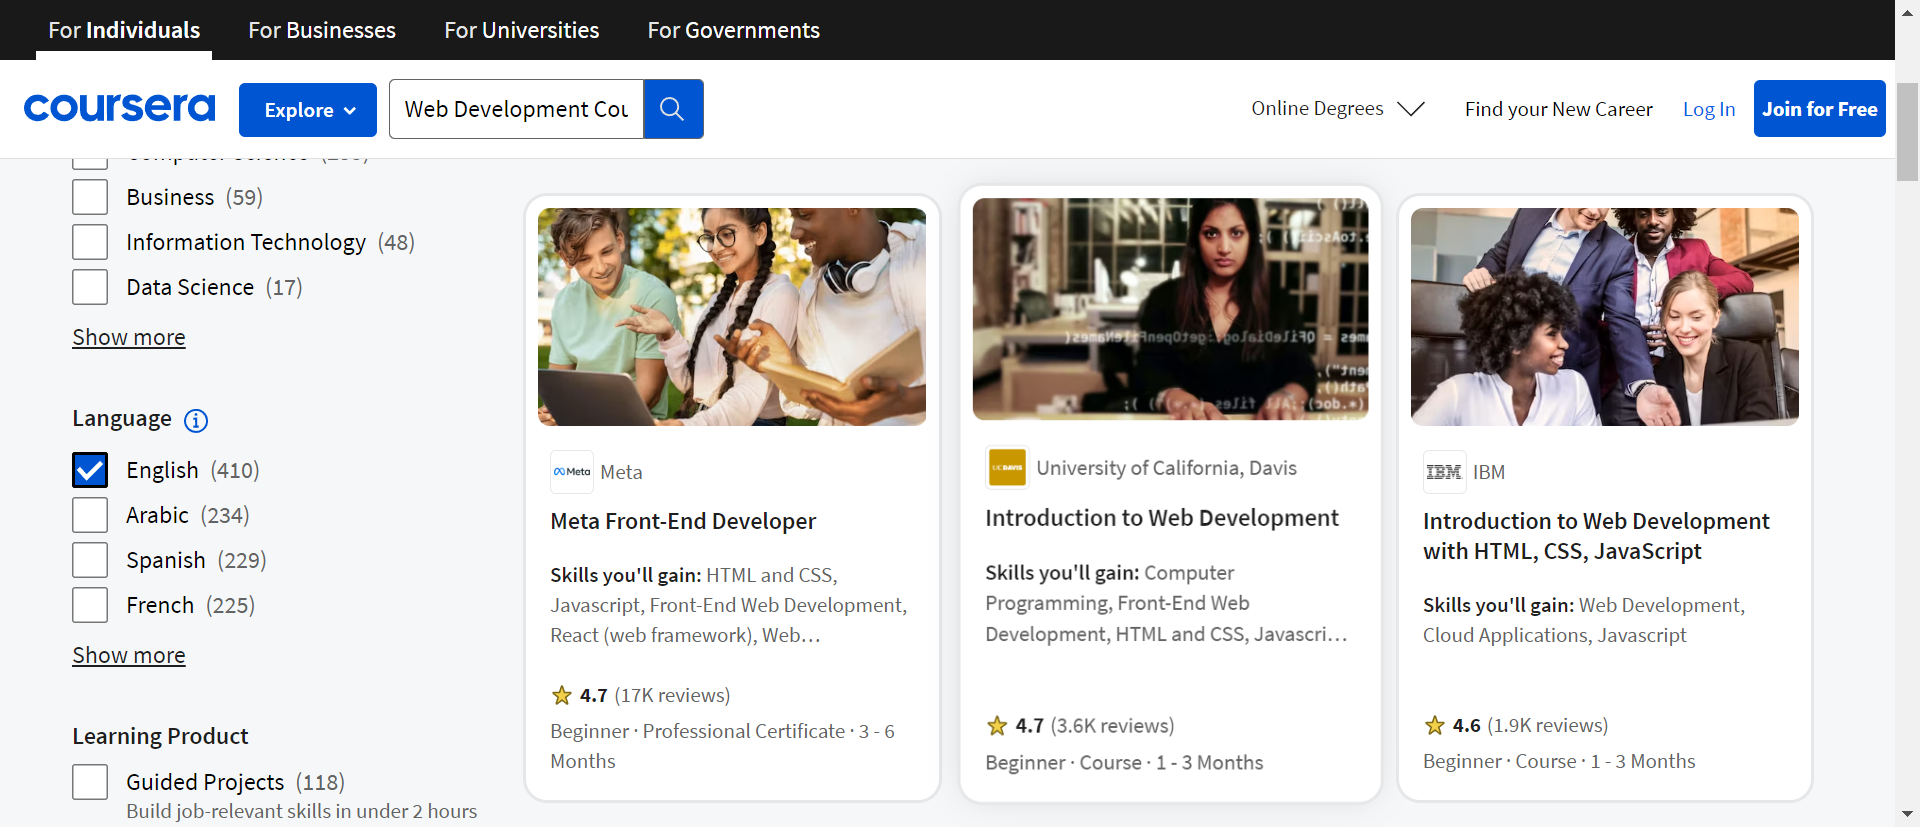 For Individuals
For Businesses
For Universities
For Governments
coursera
Explore
Web Development Cou
Online Degrees
Find your New Career
Log In
Join for Free
Business (59)
Information Technology (48)
Data Science (17)
Show more
Language
English (410)
Arabic (234)
Spanish (229)
French (225)
Show more
Learning Product
Guided Projects (118)
Build job-relevant skills in under 2 hours
Meta
Meta
Meta Front-End Developer
Skills you'll gain: HTML and CSS,
Javascript, Front-End Web Development,
React (web framework), Web...
4.7 (17K reviews)
Beginner · Professional Certificate · 3 - 6
Months
UC DAVIS
University of California, Davis
Introduction to Web Development
Skills you'll gain: Computer
Programming, Front-End Web
Development, HTML and CSS, Javascri...
4.7 (3.6K reviews)
Beginner · Course · 1 - 3 Months
IBM
IBM
Introduction to Web Development
with HTML, CSS, JavaScript
Skills you'll gain: Web Development,
Cloud Applications, Javascript
4.6 (1.9K reviews)
Beginner · Course · 1 - 3 Months